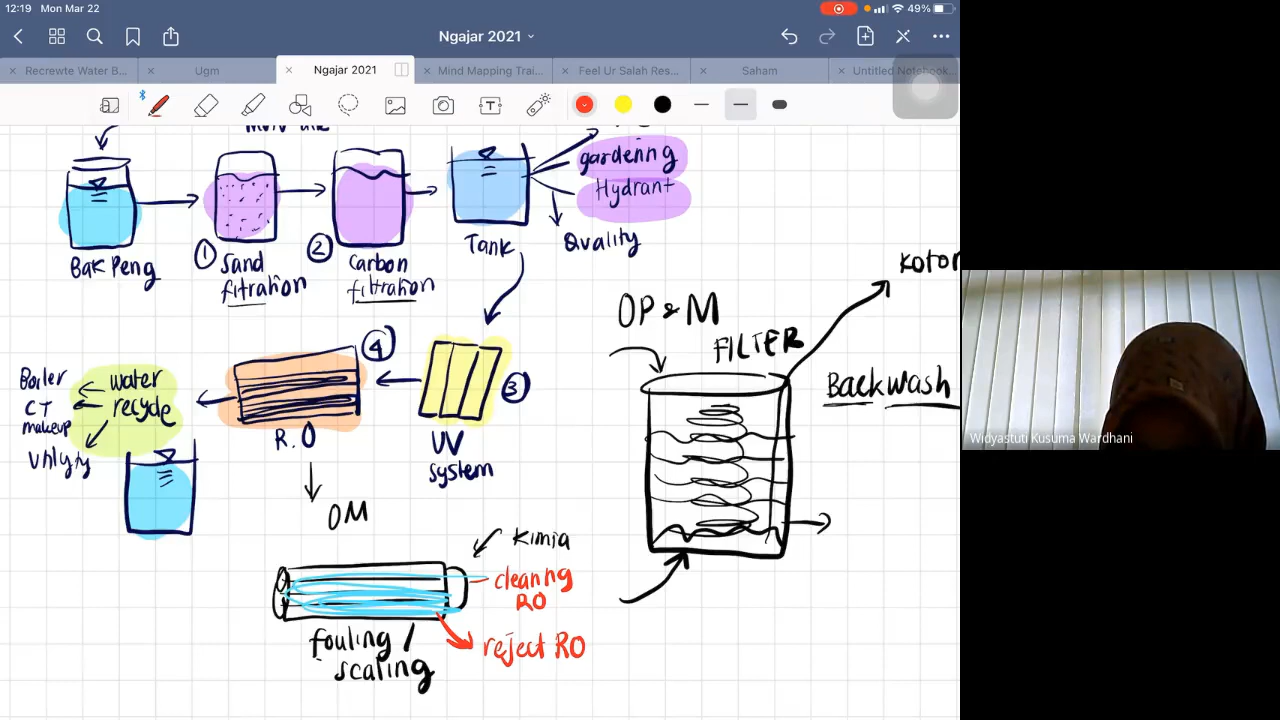 12:19 Mon Mar 22
49%
Ngajar 2021
Recrewte Water B...
Ugm
Ngajar 2021
Mind Mapping Trai...
Feel Ur Salah Res...
Saham
Untitled Notebook...
T
gardening
Hydrant
Quality
Bak Peng
1 Sand
filtration
2 Carbon
filtration
Tank
Kotor
OP & M
FILTER
Backwash
4
3
Boiler
CT
makeup
Utilyty
water
recycle
R.O
UV
system
OM
Kimia
cleanng
RO
reject RO
fouling /
scaling
Widyastuti Kusuma Wardhani